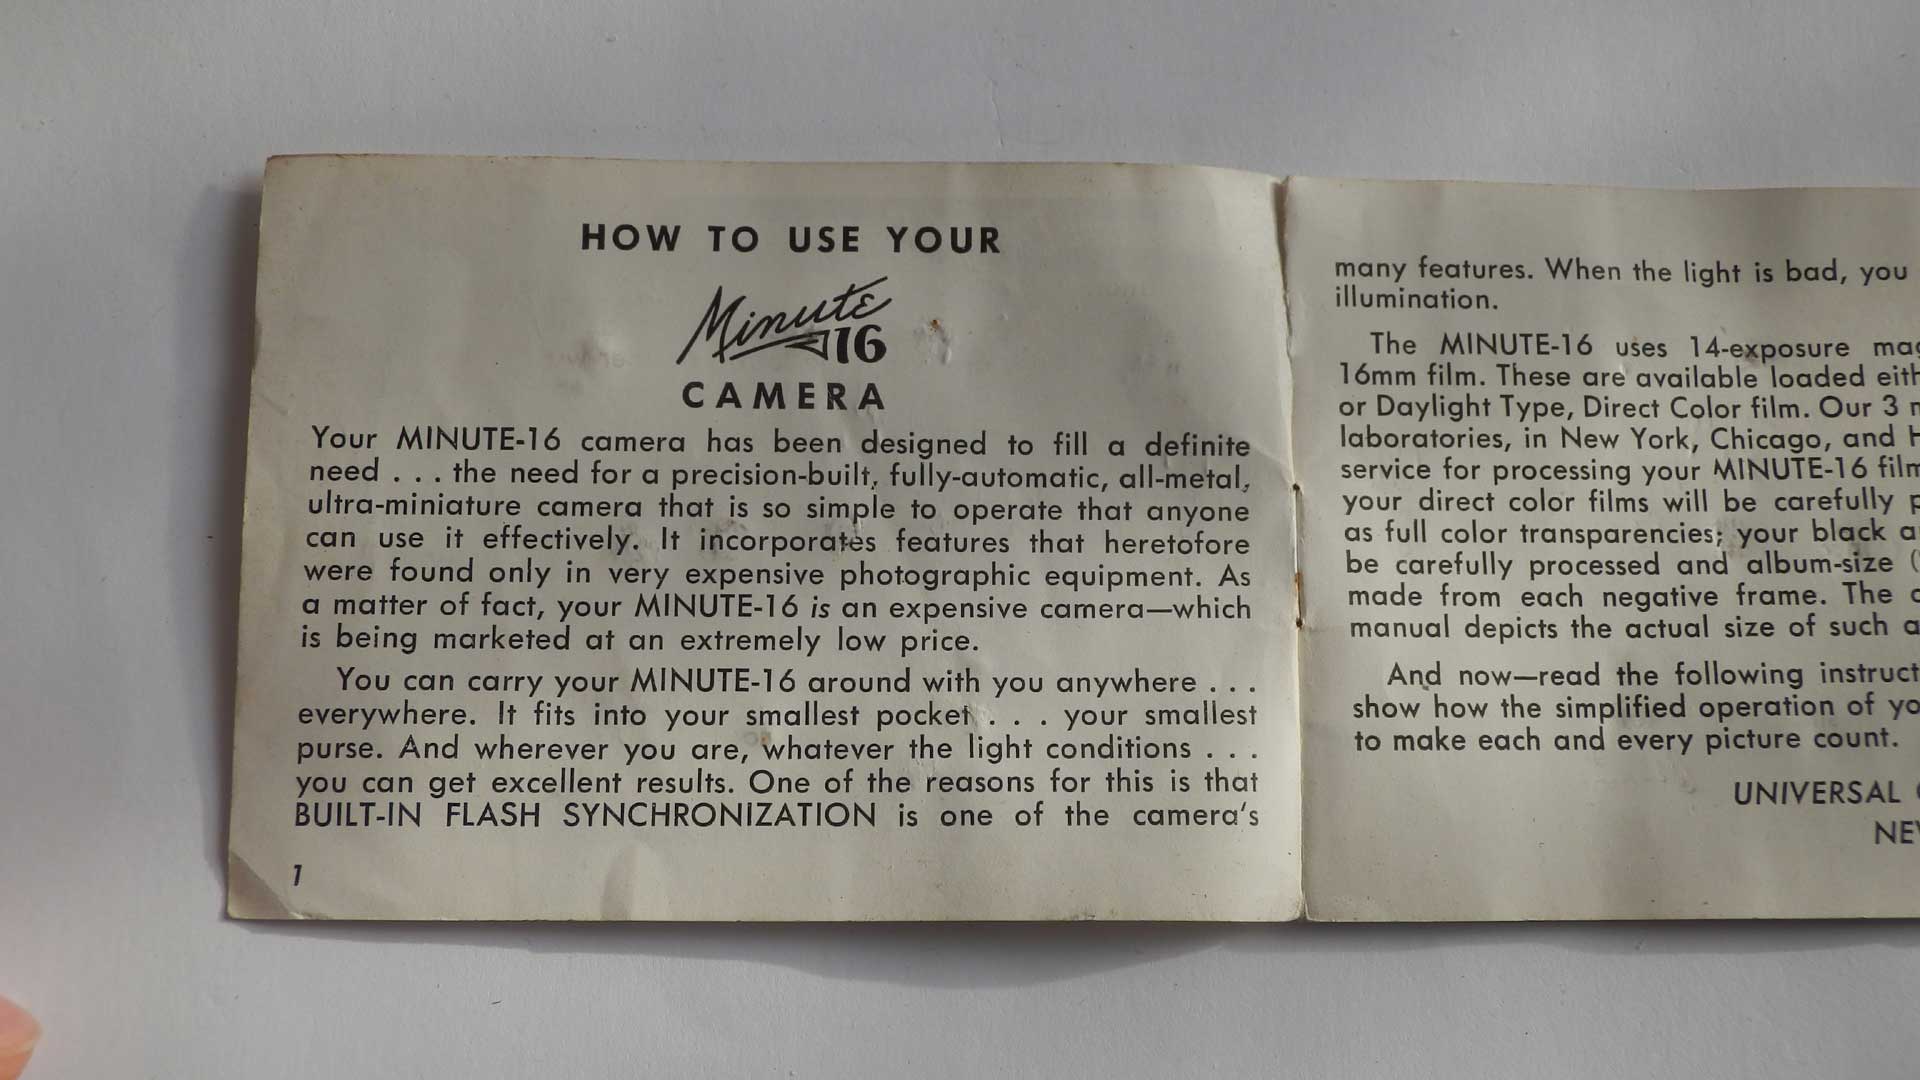 HOW TO USE YOUR
Minute
16
CAMERA
Your MINUTE-16 camera has been designed to fill a definite
need . . . the need for a precision-built, fully-automatic, all-metal,
ultra-miniature camera that is so simple to operate that anyone
can use it effectively. It incorporates features that heretofore
were found only in very expensive photographic equipment. As
a matter of fact, your MINUTE-16 is an expensive camera—which
is being marketed at an extremely low price.
You can carry your MINUTE-16 around with you anywhere . . .
everywhere. It fits into your smallest pocket . . . your smallest
purse. And wherever you are, whatever the light conditions . . .
you can get excellent results. One of the reasons for this is that
BUILT-IN FLASH SYNCHRONIZATION is one of the camera's
1
many features. When the light is bad, you
illumination.
The MINUTE-16 uses 14-exposure
16mm film. These are available loaded
or Daylight Type, Direct Color film. Our 3
laboratories, in New York, Chicago, and
service for processing your MINUTE-16
your direct color films will be carefully
as full color transparencies; your black
be carefully processed and album-size
made from each negative frame. The
manual depicts the actual size of such
And now—read the following
show how the simplified operation of
to make each and every picture count.
UNIVERSAL